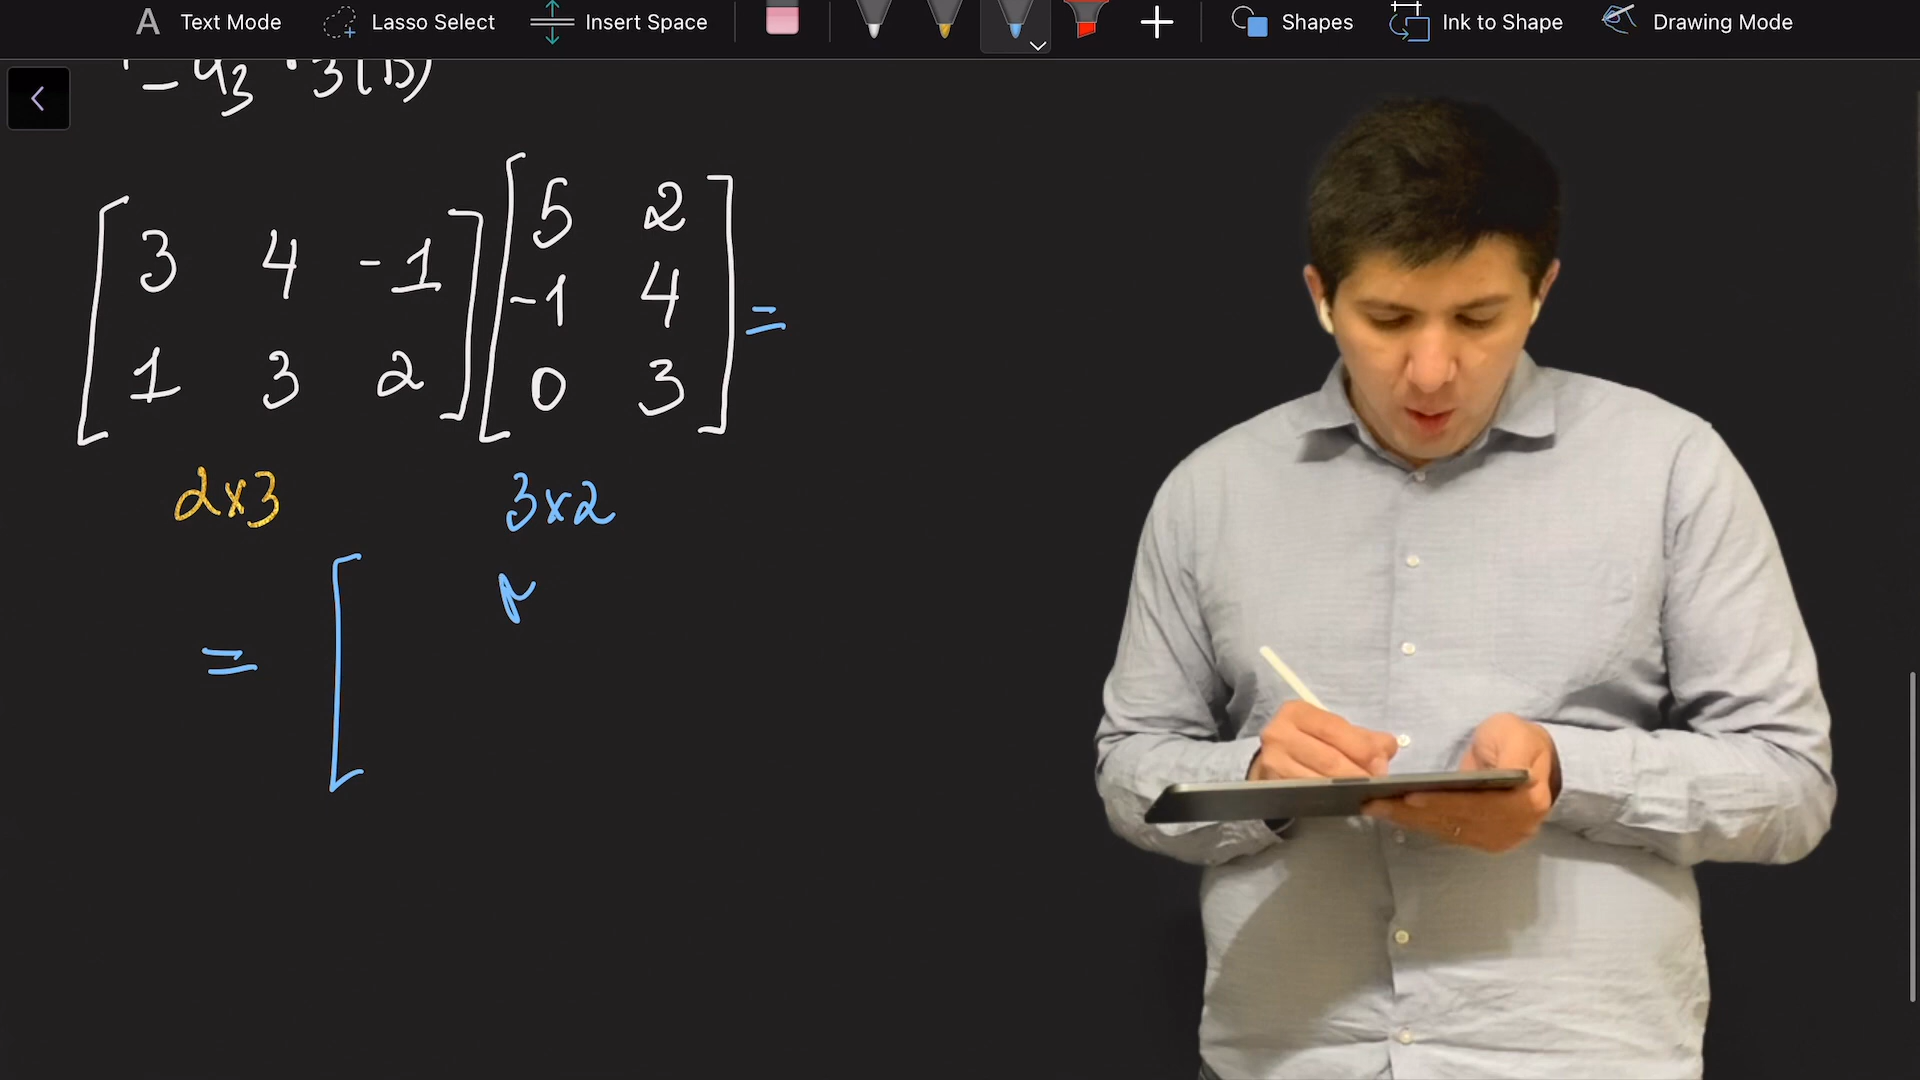 Text Mode Lasso Select Insert Space Shapes Ink to Shape Drawing Mode
3 4 -1 5 2
-1 4 =
1 3 2 0 3
2x3 3x2
= [